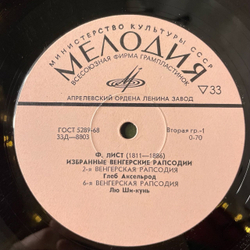 МИНИСТЕРСТВО КУЛЬТУРЫ СССР
МЕЛОДИЯ
ВСЕСОЮЗНАЯ ФИРМА ГРАМПЛАСТИНОК
▽33
АПРЕЛЕВСКИЙ ОРДЕНА ЛЕНИНА ЗАВОД
ГОСТ 5289-68
33Д—8803
Вторая гр.-1
0-70
Ф. ЛИСТ (1811—1886)
ИЗБРАННЫЕ ВЕНГЕРСКИЕ РАПСОДИИ
2-я ВЕНГЕРСКАЯ РАПСОДИЯ
Глеб Аксельрод
6-я ВЕНГЕРСКАЯ РАПСОДИЯ
Лю Ши-кунь